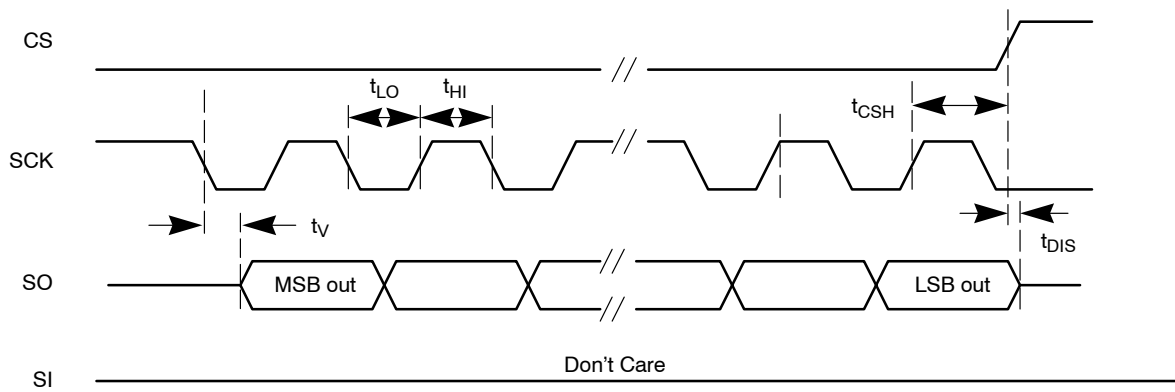 CS
tLO
tHI
tCSH
SCK
tV
tDIS
SO
MSB out
LSB out
Don't Care
SI